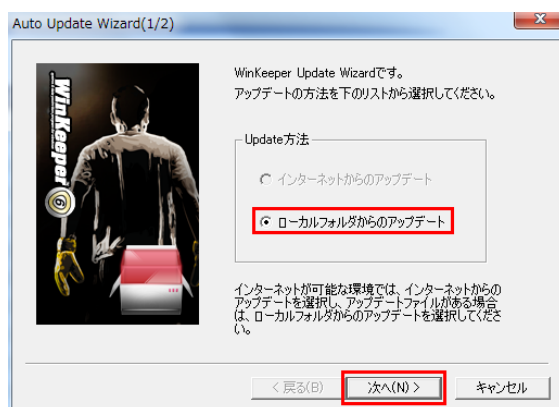 Auto Update Wizard(1/2)
WinKeeper Update Wizardです。
アップデートの方法を下のリストから選択してください。
WinKeeper
6
Update方法
インターネットからのアップデート
ローカルフォルダからのアップデート
インターネットが可能な環境では、インターネットからの
アップデートを選択し、アップデートファイルがある場合
は、ローカルフォルダからのアップデートを選択してくださ
い。
< 戻る(B)
次へ(N) >
キャンセル